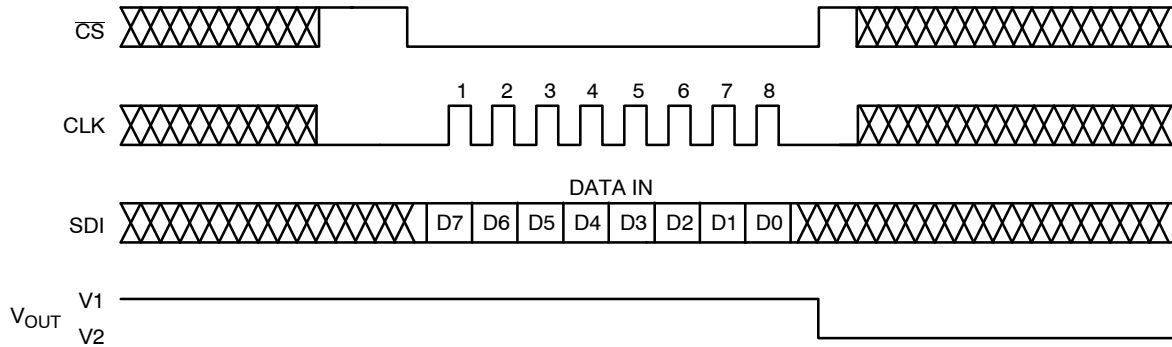 C̅S̅
1 2 3 4 5 6 7 8
CLK
DATA IN
SDI D7 D6 D5 D4 D3 D2 D1 D0
V1
VOUT
V2